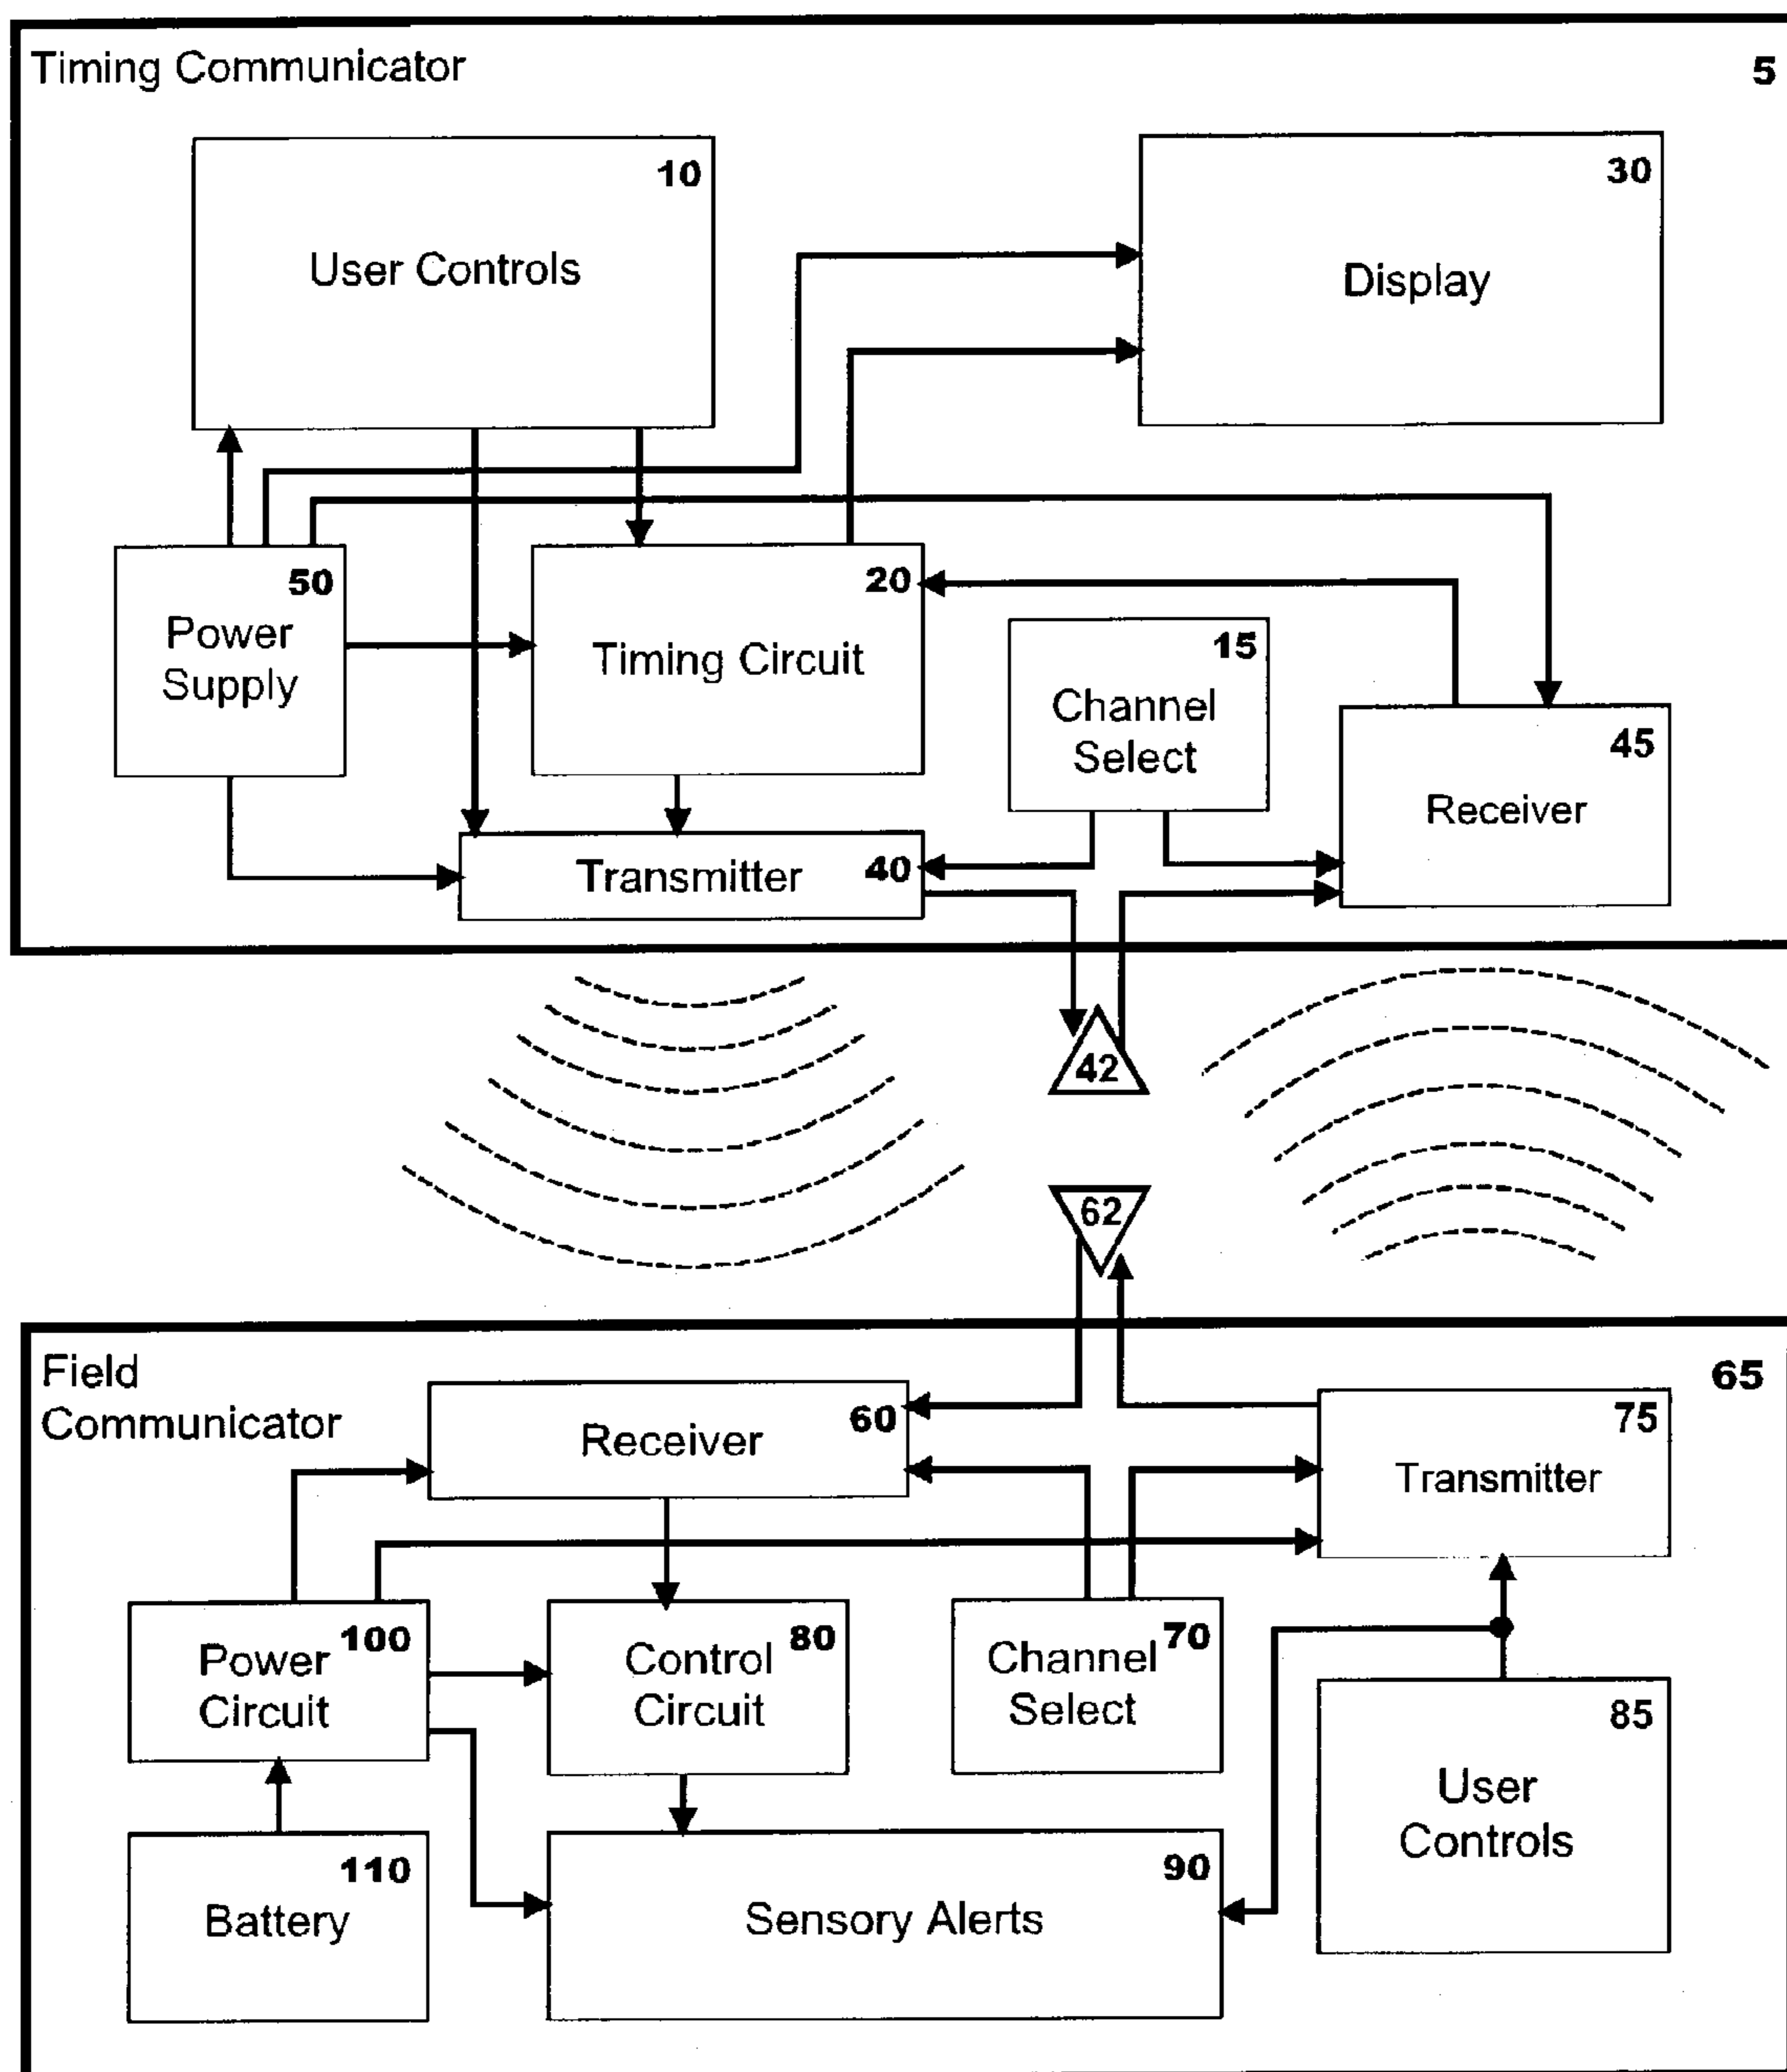 Timing Communicator
5
10
User Controls
30
Display
50
Power
Supply
20
Timing Circuit
15
Channel
Select
45
Receiver
Transmitter
40
42
62
Field
Communicator
65
Receiver
60
75
Transmitter
100
Power
Circuit
80
Control
Circuit
70
Channel
Select
85
User
Controls
110
Battery
90
Sensory Alerts